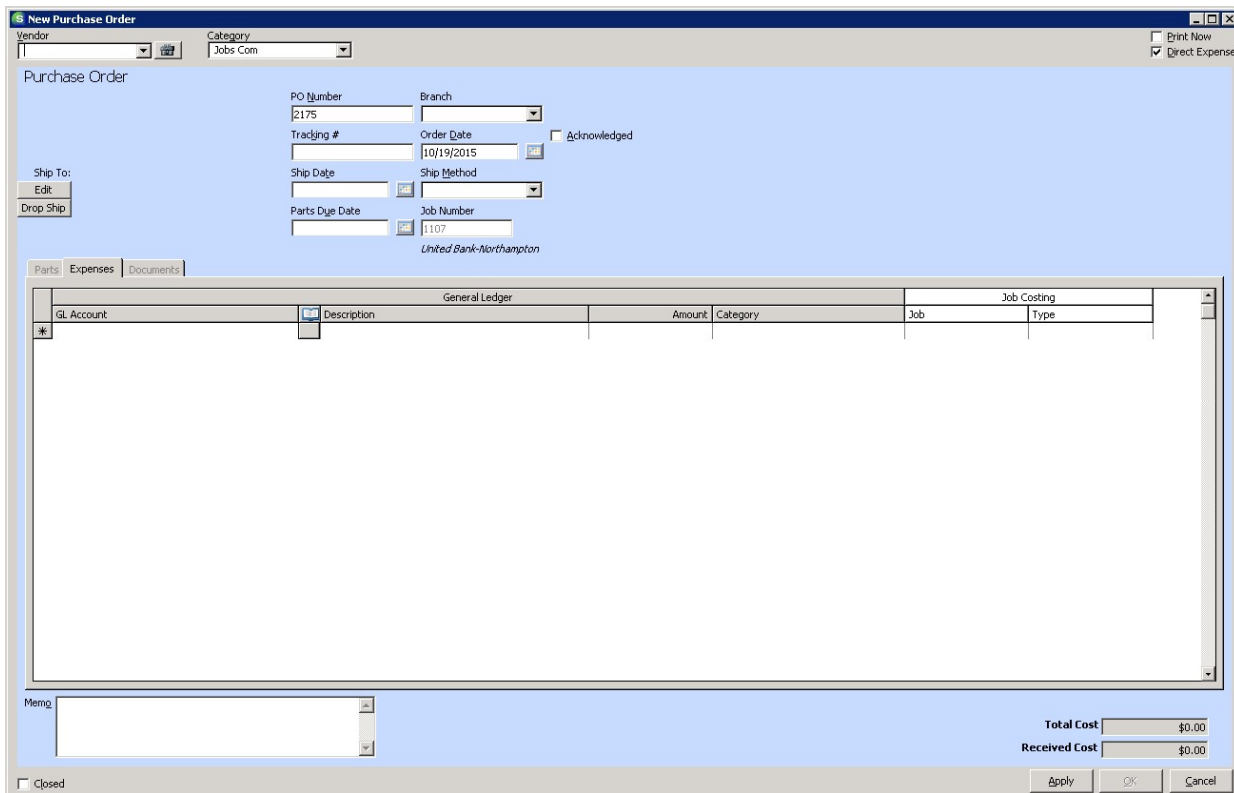 S New Purchase Order
Vendor Category Print Now
Jobs Com Direct Expense
Purchase Order
PO Number Branch
2175
Tracking # Order Date Acknowledged
10/19/2015
Ship To: Ship Date Ship Method
Edit
Drop Ship Parts Due Date Job Number
1107
United Bank-Northampton
Parts Expenses Documents
General Ledger Job Costing
GL Account Description Amount Category Job Type
Memo
Total Cost $0.00
Received Cost $0.00
Closed Apply OK Cancel